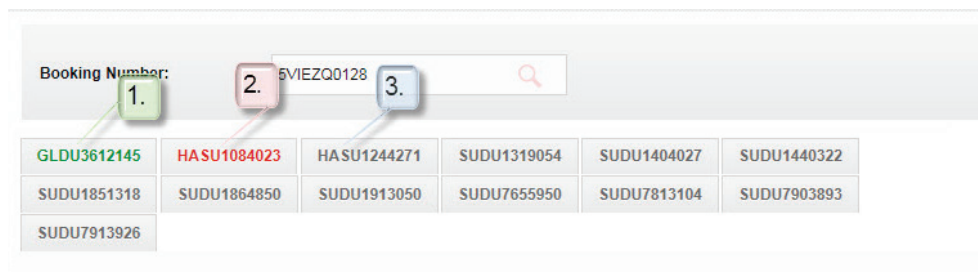 Booking Number: 5VIEZQ0128
1. 2. 3.
GLDU3612145 HASU1084023 HASU1244271 SUDU1319054 SUDU1404027 SUDU1440322
SUDU1851318 SUDU1864850 SUDU1913050 SUDU7655950 SUDU7813104 SUDU7903893
SUDU7913926